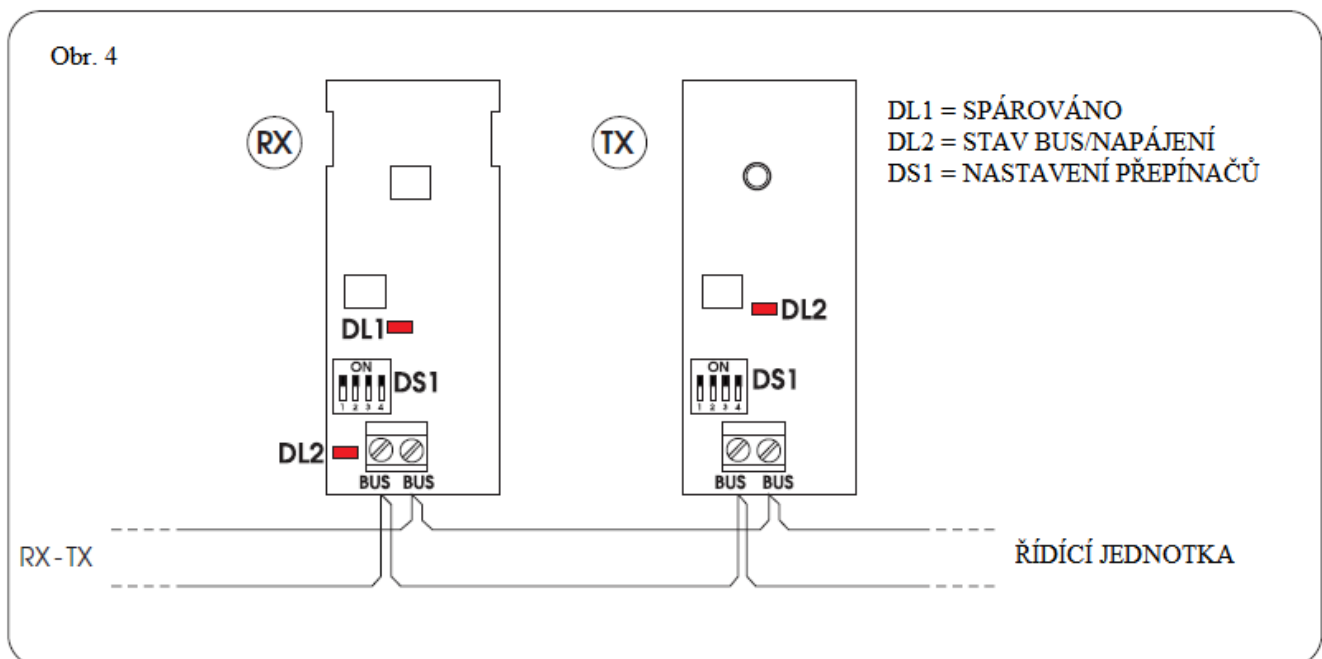 Obr. 4
RX
TX
DL1 = SPÁROVÁNO
DL2 = STAV BUS/NAPÁJENÍ
DS1 = NASTAVENÍ PŘEPÍNAČŮ
DL1
DL2
ON
DS1
1 2 3 4
ON
DS1
1 2 3 4
DL2
BUS BUS
BUS BUS
RX-TX
ŘÍDÍCÍ JEDNOTKA